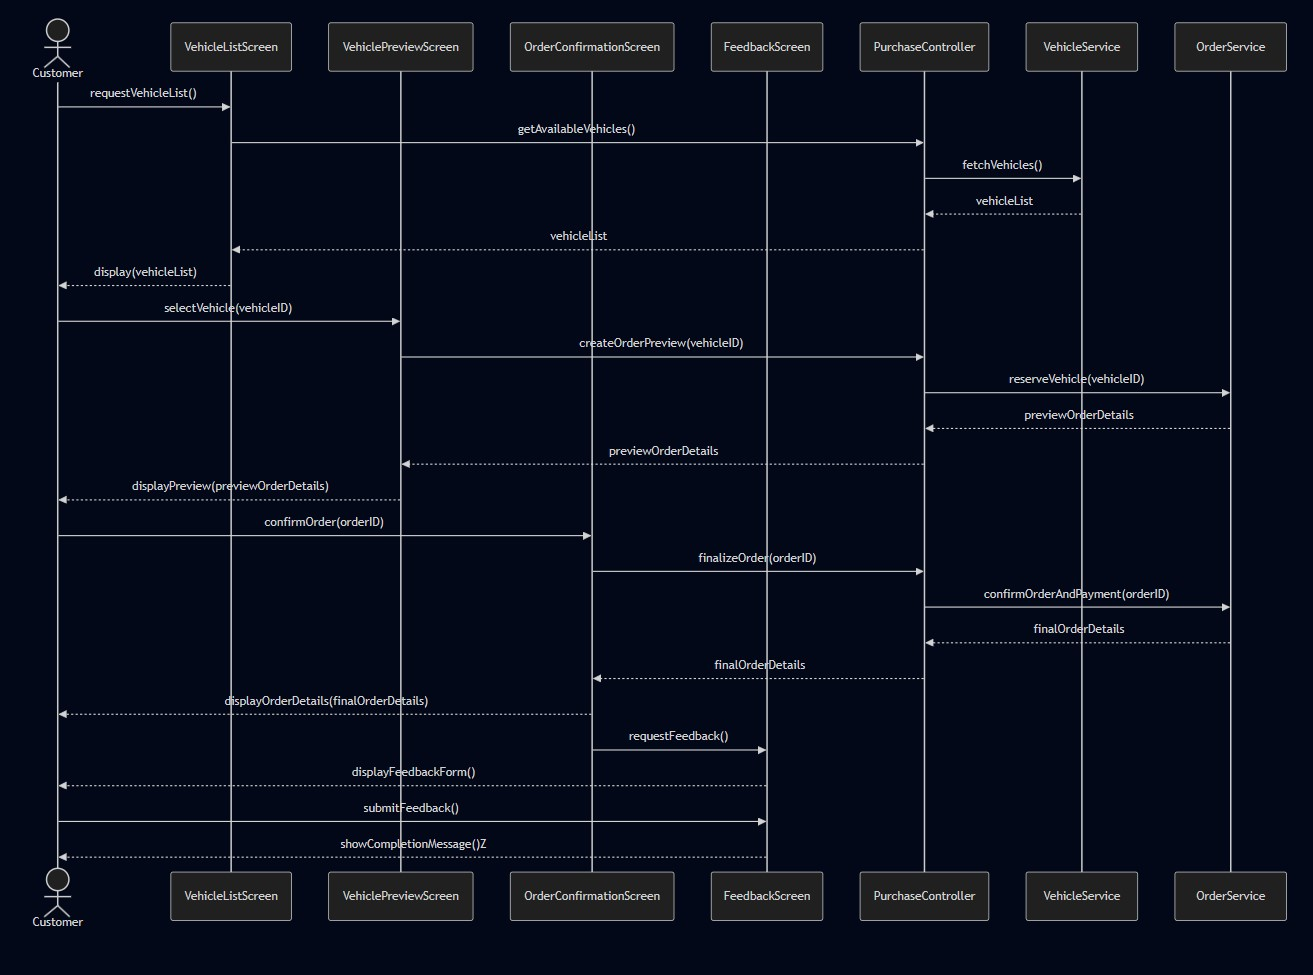 VehicleListScreen
VehiclePreviewScreen
OrderConfirmationScreen
FeedbackScreen
PurchaseController
VehicleService
OrderService
Customer
requestVehicleList()
getAvailableVehicles()
fetchVehicles()
vehicleList
vehicleList
display(vehicleList)
selectVehicle(vehicleID)
createOrderPreview(vehicleID)
reserveVehicle(vehicleID)
previewOrderDetails
previewOrderDetails
displayPreview(previewOrderDetails)
confirmOrder(orderID)
finalizeOrder(orderID)
confirmOrderAndPayment(orderID)
finalOrderDetails
finalOrderDetails
displayOrderDetails(finalOrderDetails)
requestFeedback()
displayFeedbackForm()
submitFeedback()
showCompletionMessage()Z
VehicleListScreen
VehiclePreviewScreen
OrderConfirmationScreen
FeedbackScreen
PurchaseController
VehicleService
OrderService
Customer